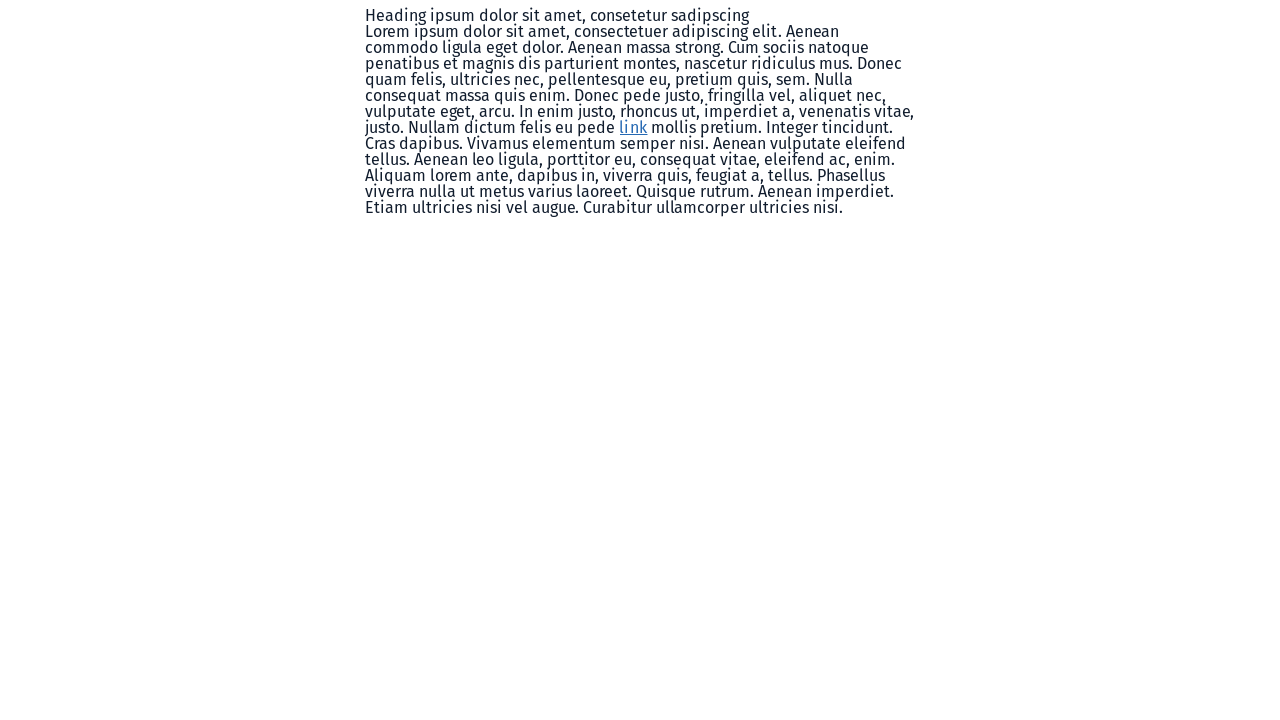 Heading ipsum dolor sit amet, consetetur sadipscing
Lorem ipsum dolor sit amet, consectetuer adipiscing elit. Aenean
commodo ligula eget dolor. Aenean massa strong. Cum sociis natoque
penatibus et magnis dis parturient montes, nascetur ridiculus mus. Donec
quam felis, ultricies nec, pellentesque eu, pretium quis, sem. Nulla
consequat massa quis enim. Donec pede justo, fringilla vel, aliquet nec,
vulputate eget, arcu. In enim justo, rhoncus ut, imperdiet a, venenatis vitae,
justo. Nullam dictum felis eu pede link mollis pretium. Integer tincidunt.
Cras dapibus. Vivamus elementum semper nisi. Aenean vulputate eleifend
tellus. Aenean leo ligula, porttitor eu, consequat vitae, eleifend ac, enim.
Aliquam lorem ante, dapibus in, viverra quis, feugiat a, tellus. Phasellus
viverra nulla ut metus varius laoreet. Quisque rutrum. Aenean imperdiet.
Etiam ultricies nisi vel augue. Curabitur ullamcorper ultricies nisi.